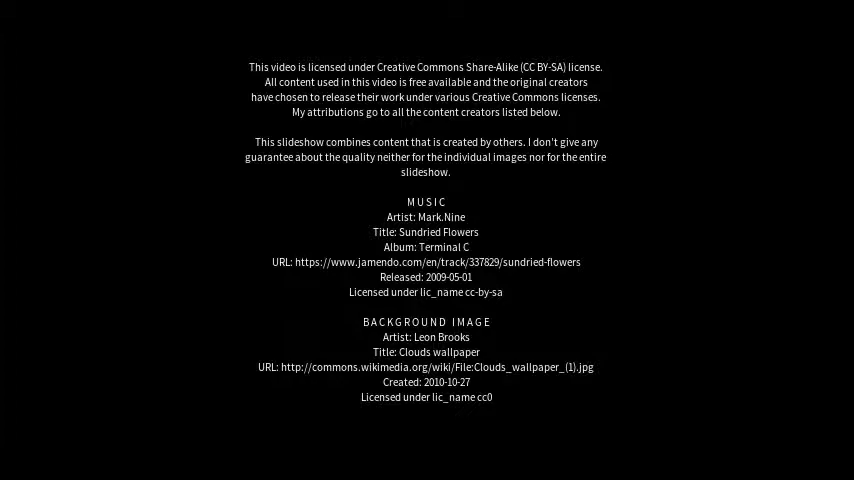 This video is licensed under Creative Commons Share-Alike (CC BY-SA) license.
All content used in this video is free available and the original creators
have chosen to release their work under various Creative Commons licenses.
My attributions go to all the content creators listed below.
This slideshow combines content that is created by others. I don't give any
guarantee about the quality neither for the individual images nor for the entire
slideshow.
MUSIC
Artist: Mark.Nine
Title: Sundried Flowers
Album: Terminal C
URL: https://www.jamendo.com/en/track/337829/sundried-flowers
Released: 2009-05-01
Licensed under lic_name cc-by-sa
BACKGROUND IMAGE
Artist: Leon Brooks
Title: Clouds wallpaper
URL: http://commons.wikimedia.org/wiki/File:Clouds_wallpaper_(1).jpg
Created: 2010-10-27
Licensed under lic_name cc0